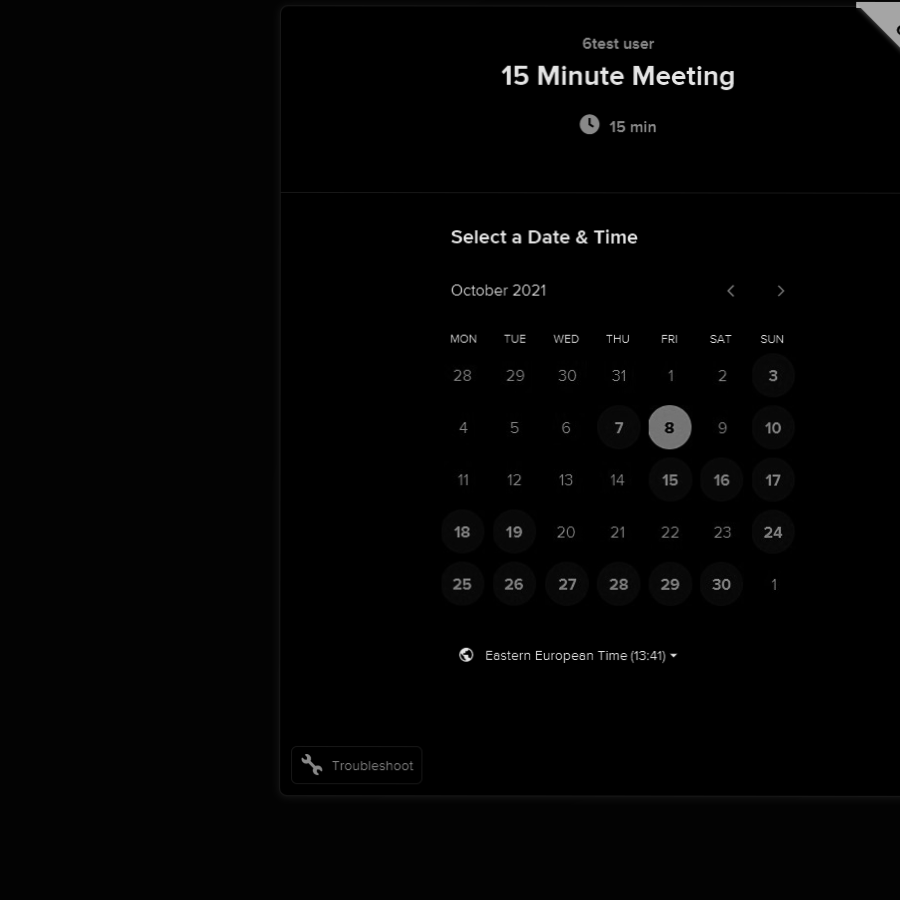 6test user
15 Minute Meeting
15 min
Select a Date & Time
October 2021
MON TUE WED THU FRI SAT SUN
28 29 30 31 1 2 3
4 5 6 7 8 9 10
11 12 13 14 15 16 17
18 19 20 21 22 23 24
25 26 27 28 29 30 1
Eastern European Time (13:41)
Troubleshoot